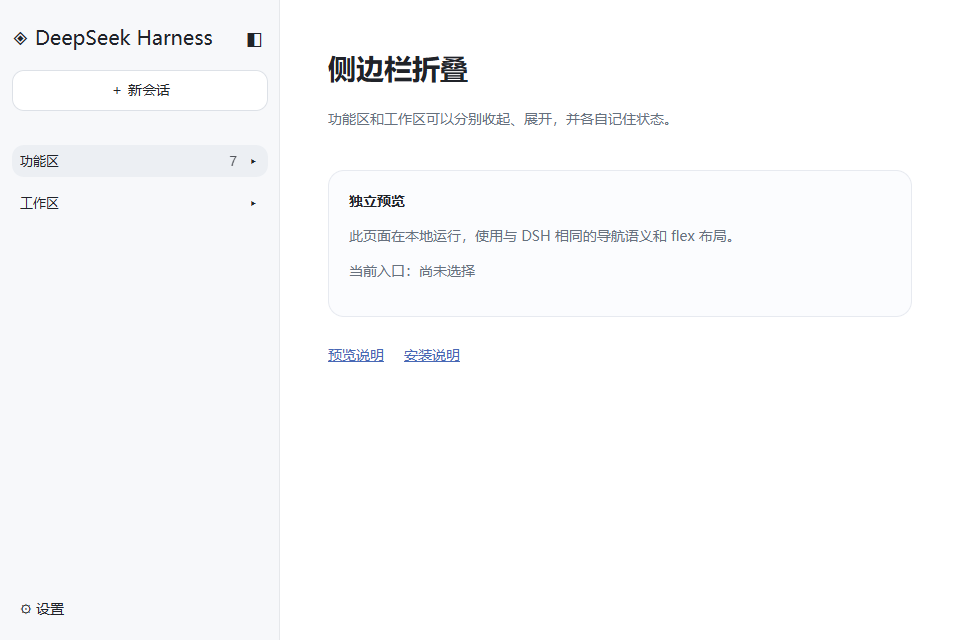 DeepSeek Harness
+ 新会话
功能区 7
工作区
设置
侧边栏折叠
功能区和工作区可以分别收起、展开，并各自记住状态。
独立预览
此页面在本地运行，使用与 DSH 相同的导航语义和 flex 布局。
当前入口：尚未选择
预览说明 安装说明